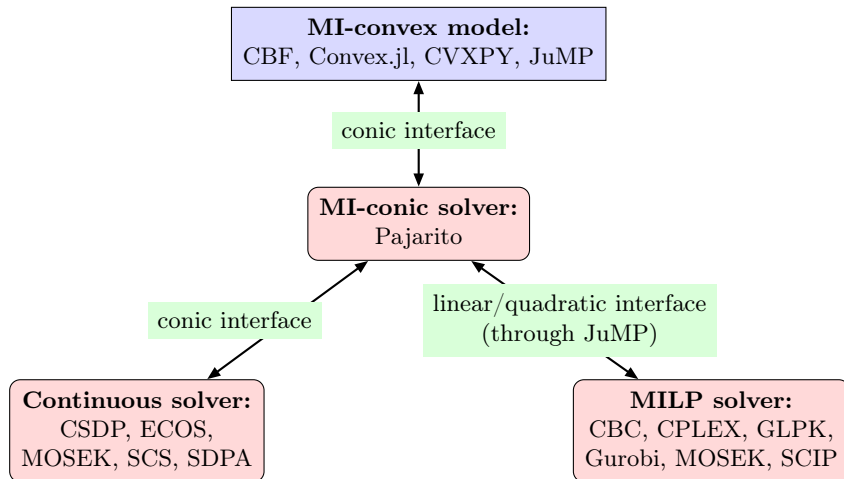 MI-convex model:
CBF, Convex.jl, CVXPY, JuMP
conic interface
MI-conic solver:
Pajarito
conic interface
linear/quadratic interface
(through JuMP)
Continuous solver:
CSDP, ECOS,
MOSEK, SCS, SDPA
MILP solver:
CBC, CPLEX, GLPK,
Gurobi, MOSEK, SCIP